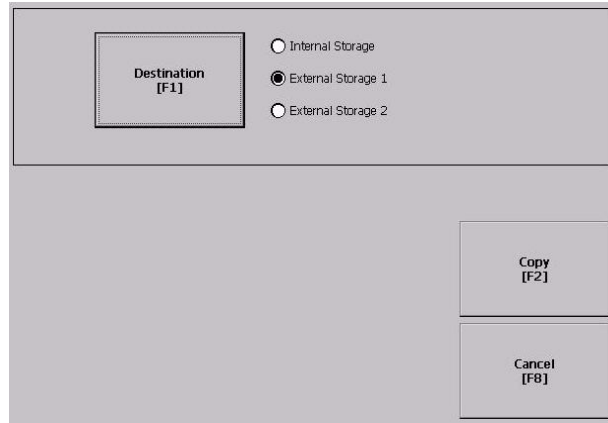 Destination
[F1]
Internal Storage
External Storage 1
External Storage 2
Copy
[F2]
Cancel
[F8]